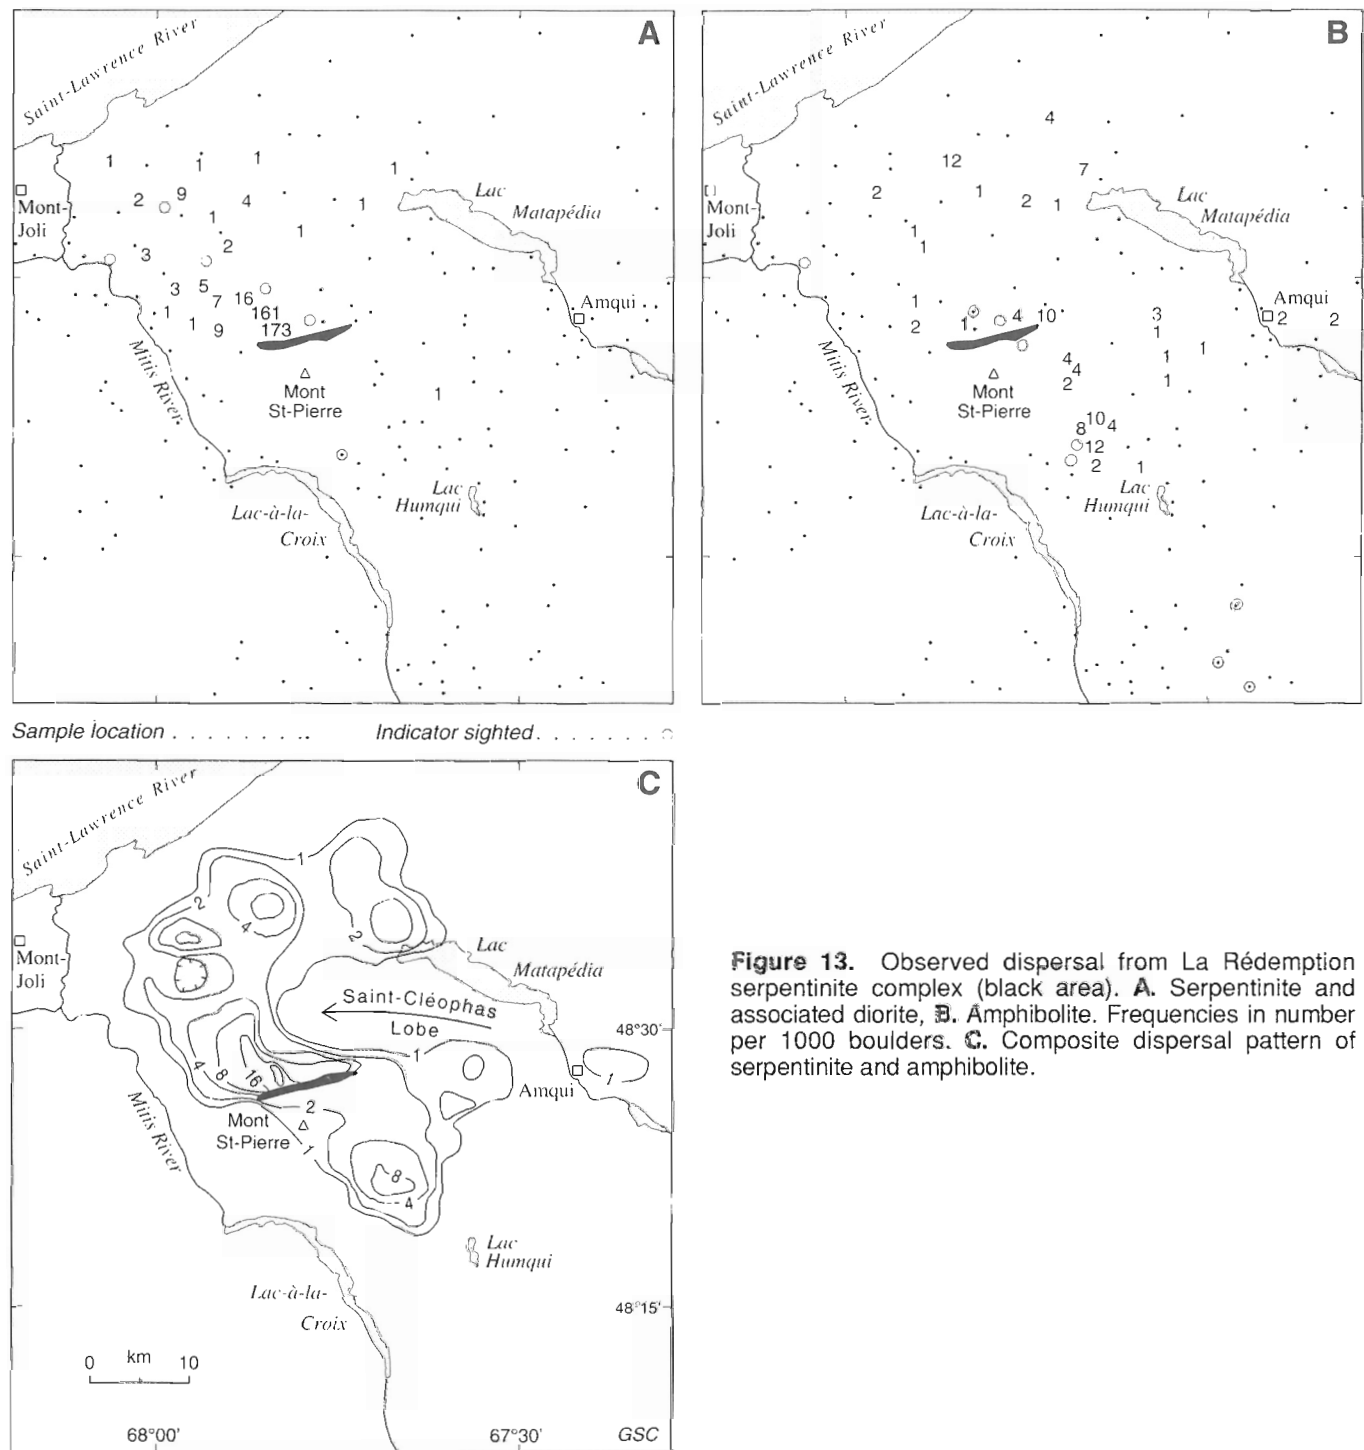 A
Saint-Lawrence River
1 1 1 1
Lac
Matapédia
2 9 4 1
Mont-
Joli
1 1
2
3
3 5
7 16
1 161
1 9 173
Amqui
Mitis River
Mont
St-Pierre
1
Lac
Humqui
Lac-à-la-
Croix
B
Saint-Lawrence River
4
12 7
2 1 2 1
Lac
Matapédia
Mont-
Joli
1
1
1
2 1 4 10
3
1
Amqui
2 2
Mitis River
Mont
St-Pierre
4
4
2
1 1
1
10
8 4
12
2 1
Lac
Humqui
Lac-à-la-
Croix
Sample location . . . . . . . . ..
Indicator sighted . . . . . . . .
C
Saint-Lawrence River
1
2
4
2
Mont-
Joli
Lac
Matapédia
Saint-Cléophas
Lobe
48°30'
1
4 8 16
Amqui
1
Mitis River
Mont
St-Pierre
2
1
8
4
Lac
Humqui
Lac-à-la-
Croix
48°15'
0 km 10
68°00'
67°30'
GSC
Figure 13. Observed dispersal from La Rédemption
serpentinite complex (black area). A. Serpentinite and
associated diorite, B. Amphibolite. Frequencies in number
per 1000 boulders. C. Composite dispersal pattern of
serpentinite and amphibolite.